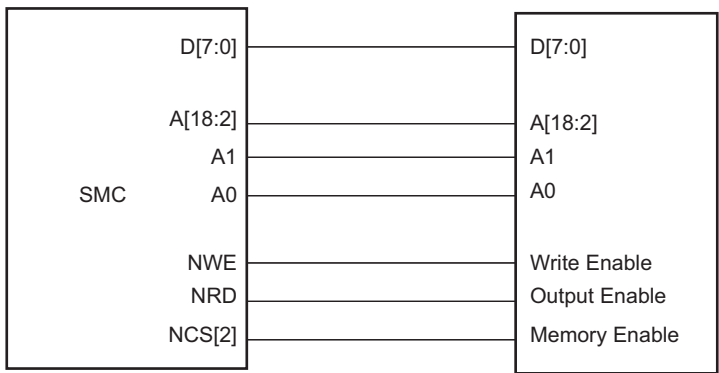 D[7:0] D[7:0]
A[18:2] A[18:2]
A1 A1
SMC A0 A0
NWE Write Enable
NRD Output Enable
NCS[2] Memory Enable